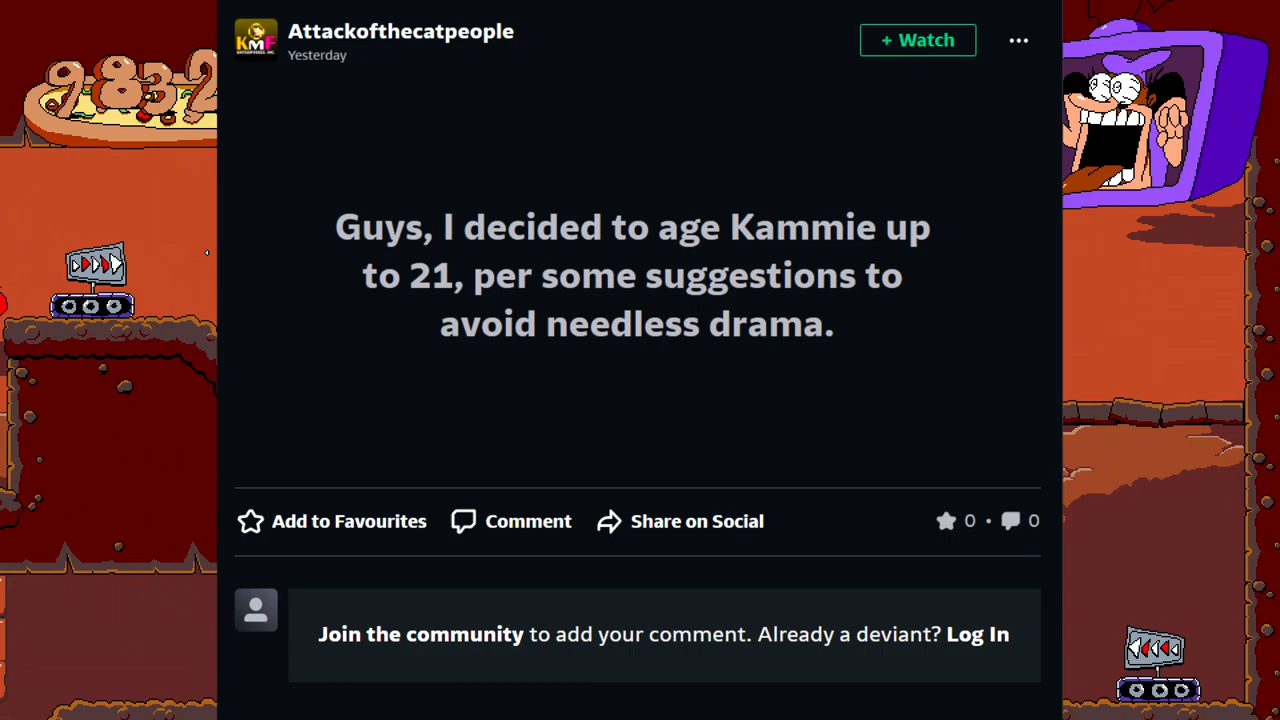 9832
KMF
Attackofthecatpeople
Yesterday
+ Watch
Guys, I decided to age Kammie up
to 21, per some suggestions to
avoid needless drama.
Add to Favourites
Comment
Share on Social
0 • 0
Join the community to add your comment. Already a deviant? Log In